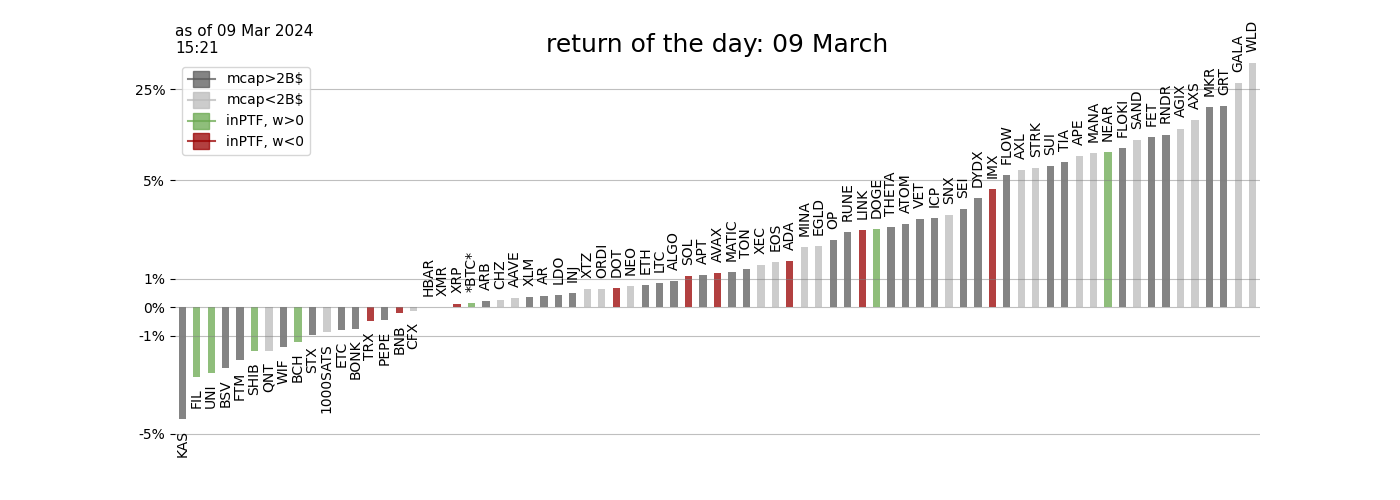 as of 09 Mar 2024
15:21
return of the day: 09 March
mcap>2B$
mcap<2B$
inPTF, w>0
inPTF, w<0
25%
5%
1%
0%
-1%
-5%
KAS
FIL
UNI
BSV
FTM
SHIB
QNT
WIF
BCH
STX
1000SATS
ETC
BONK
TRX
PEPE
BNB
CFX
HBAR
XMR
XRP
*BTC*
ARB
CHZ
AAVE
XLM
AR
LDO
INJ
XTZ
ORDI
DOT
NEO
ETH
LTC
ALGO
SOL
APT
AVAX
MATIC
TON
XEC
EOS
ADA
MINA
EGLD
OP
RUNE
LINK
DOGE
THETA
ATOM
VET
ICP
SNX
SEI
DYDX
IMX
FLOW
AXL
STRK
SUI
TIA
APE
MANA
NEAR
FLOKI
SAND
FET
RNDR
AGIX
AXS
MKR
GRT
GALA
WLD